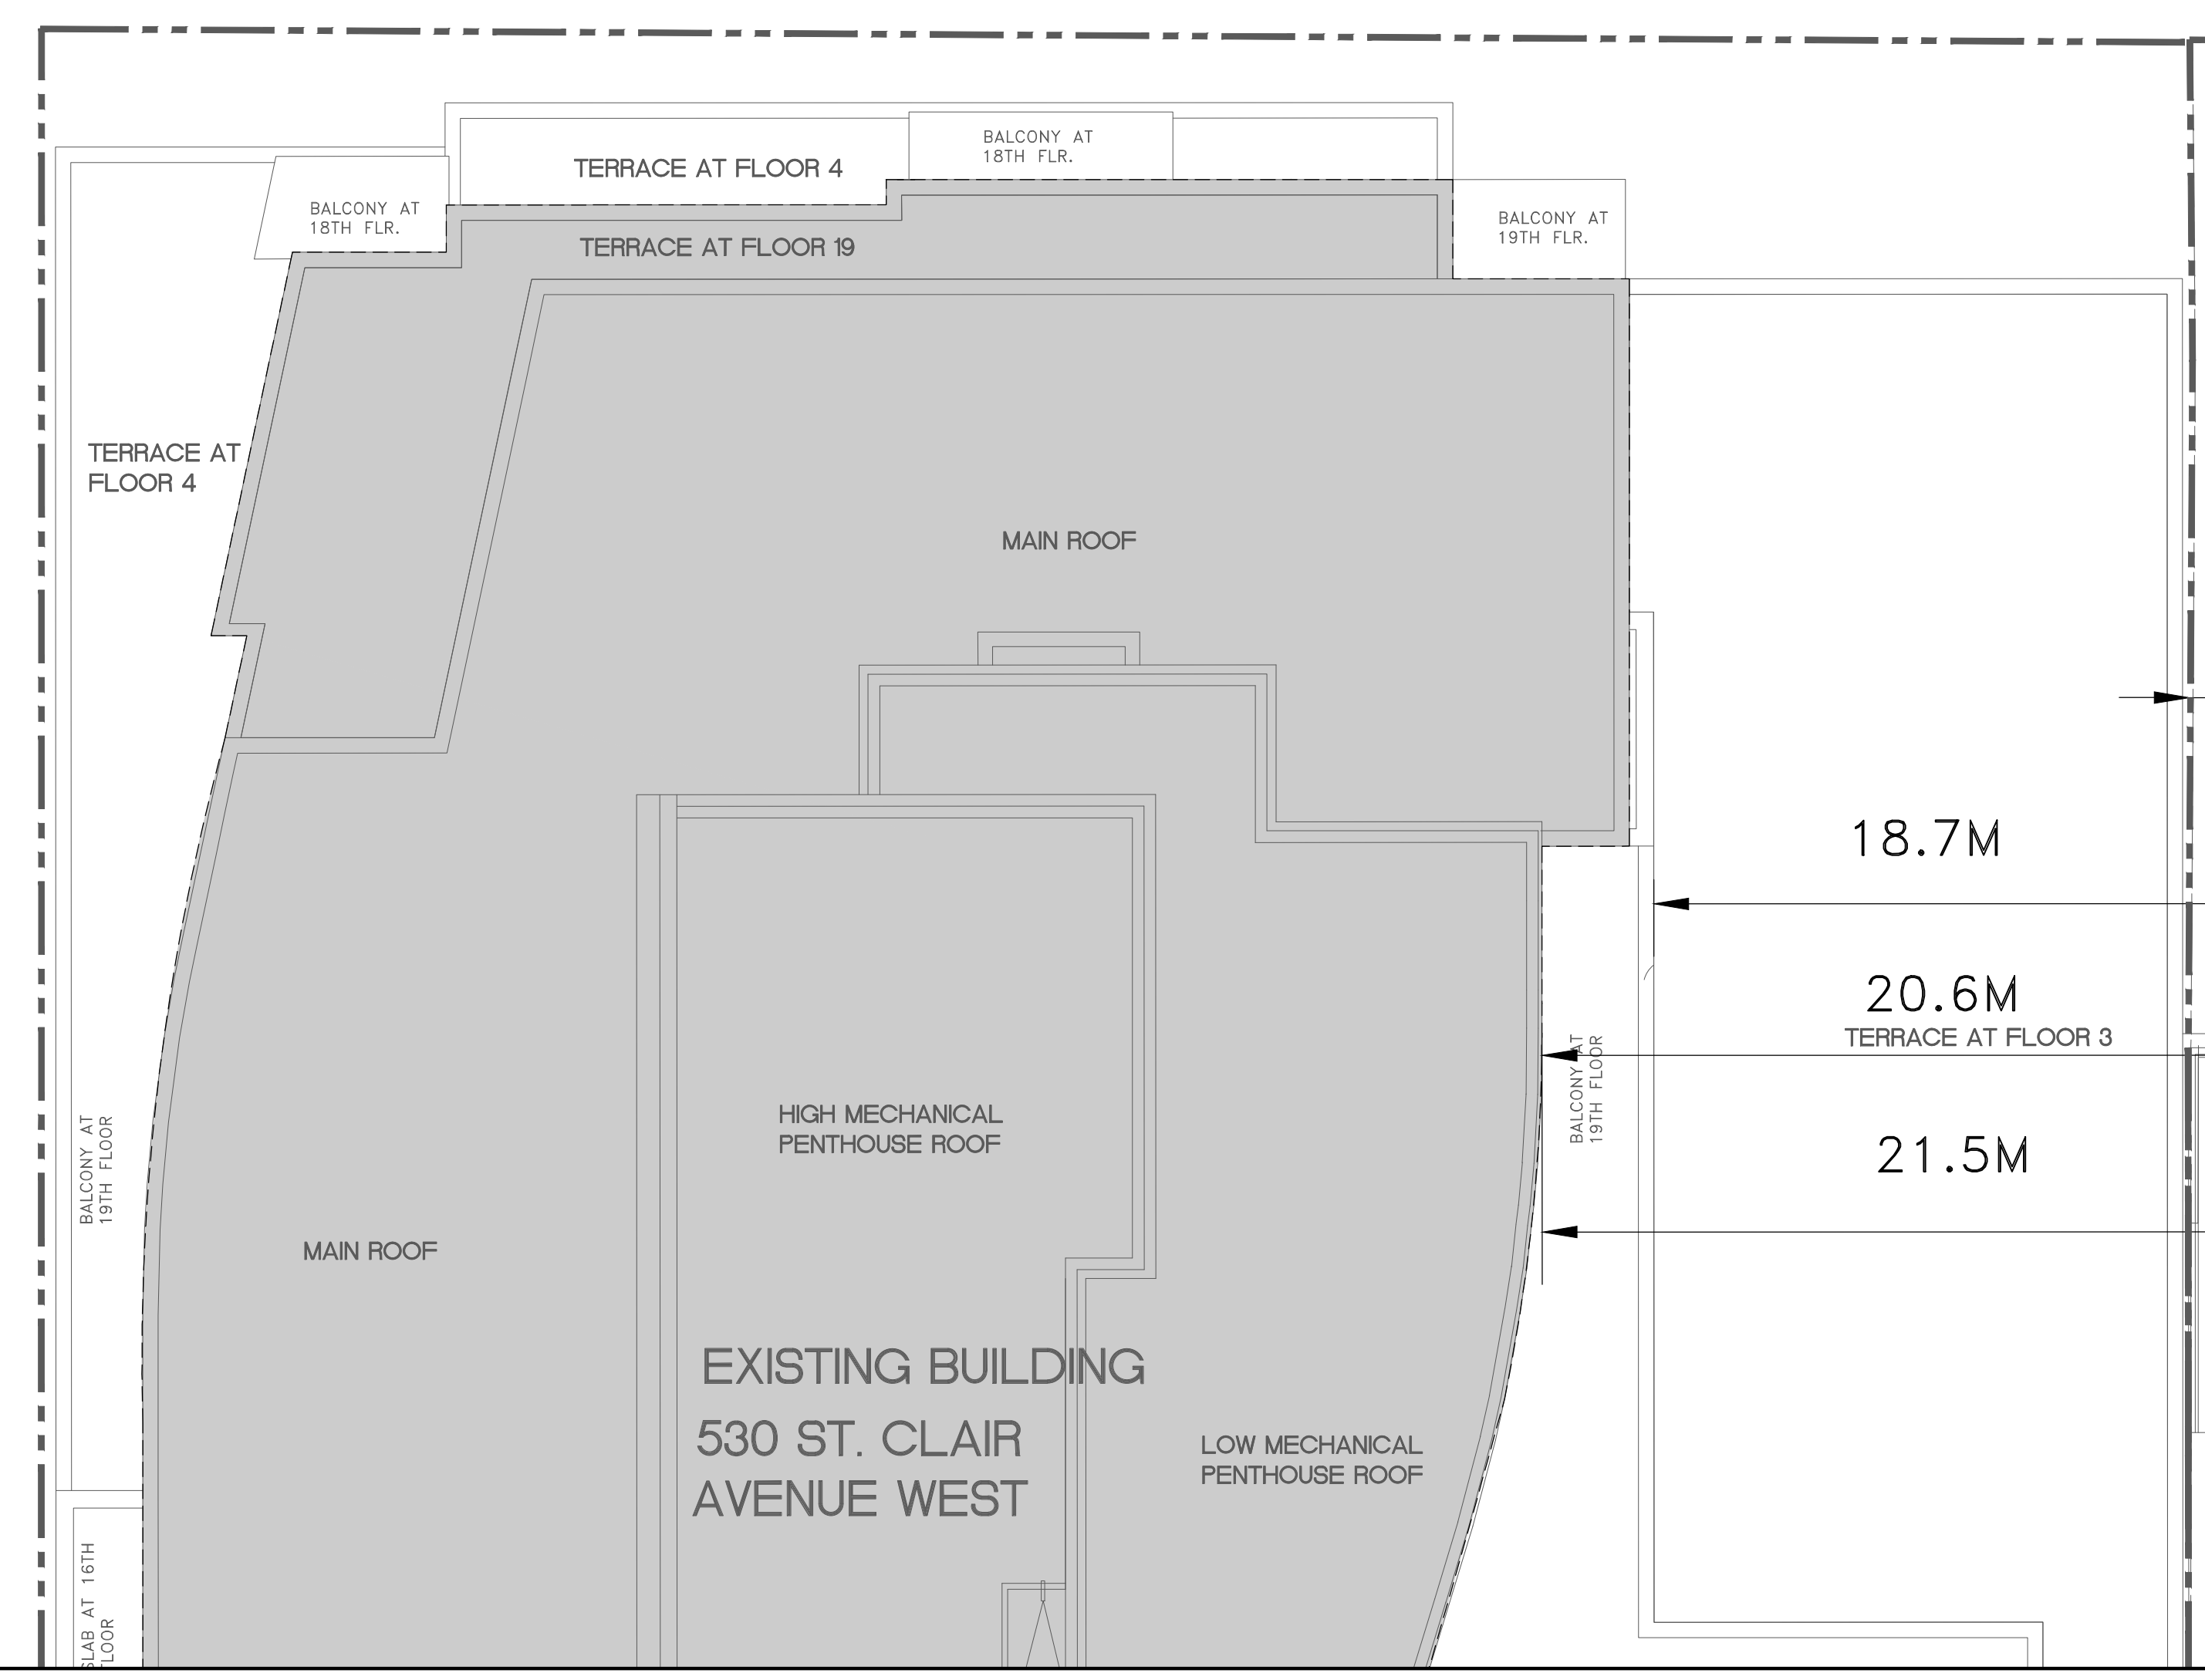 BALCONY AT
18TH FLR.
TERRACE AT FLOOR 4
BALCONY AT
18TH FLR.
BALCONY AT
19TH FLR.
TERRACE AT FLOOR 19
TERRACE AT
FLOOR 4
MAIN ROOF
18.7M
20.6M
TERRACE AT FLOOR 3
BALCONY AT
19TH FLOOR
BALCONY AT
19TH FLOOR
HIGH MECHANICAL
PENTHOUSE ROOF
21.5M
MAIN ROOF
EXISTING BUILDING
530 ST. CLAIR
AVENUE WEST
LOW MECHANICAL
PENTHOUSE ROOF
SLAB AT 16TH
FLOOR